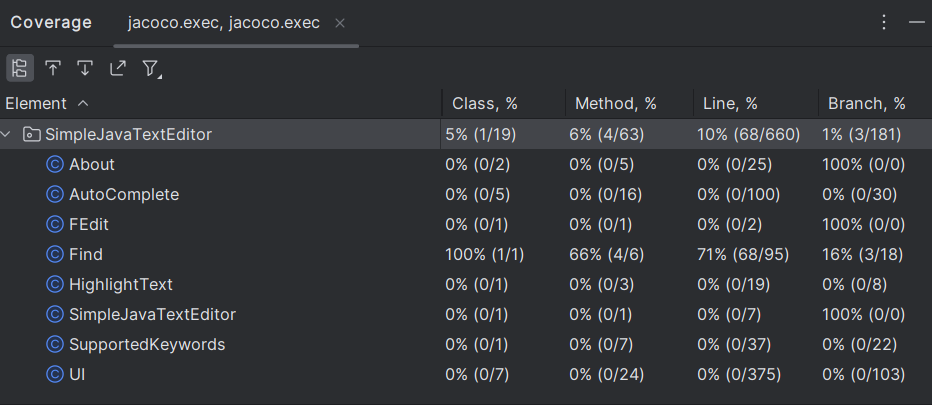 Coverage jacoco.exec, jacoco.exec
Element Class, % Method, % Line, % Branch, %
SimpleJavaTextEditor 5% (1/19) 6% (4/63) 10% (68/660) 1% (3/181)
About 0% (0/2) 0% (0/5) 0% (0/25) 100% (0/0)
AutoComplete 0% (0/5) 0% (0/16) 0% (0/100) 0% (0/30)
FEdit 0% (0/1) 0% (0/1) 0% (0/2) 100% (0/0)
Find 100% (1/1) 66% (4/6) 71% (68/95) 16% (3/18)
HighlightText 0% (0/1) 0% (0/3) 0% (0/19) 0% (0/8)
SimpleJavaTextEditor 0% (0/1) 0% (0/1) 0% (0/7) 100% (0/0)
SupportedKeywords 0% (0/1) 0% (0/7) 0% (0/37) 0% (0/22)
UI 0% (0/7) 0% (0/24) 0% (0/375) 0% (0/103)